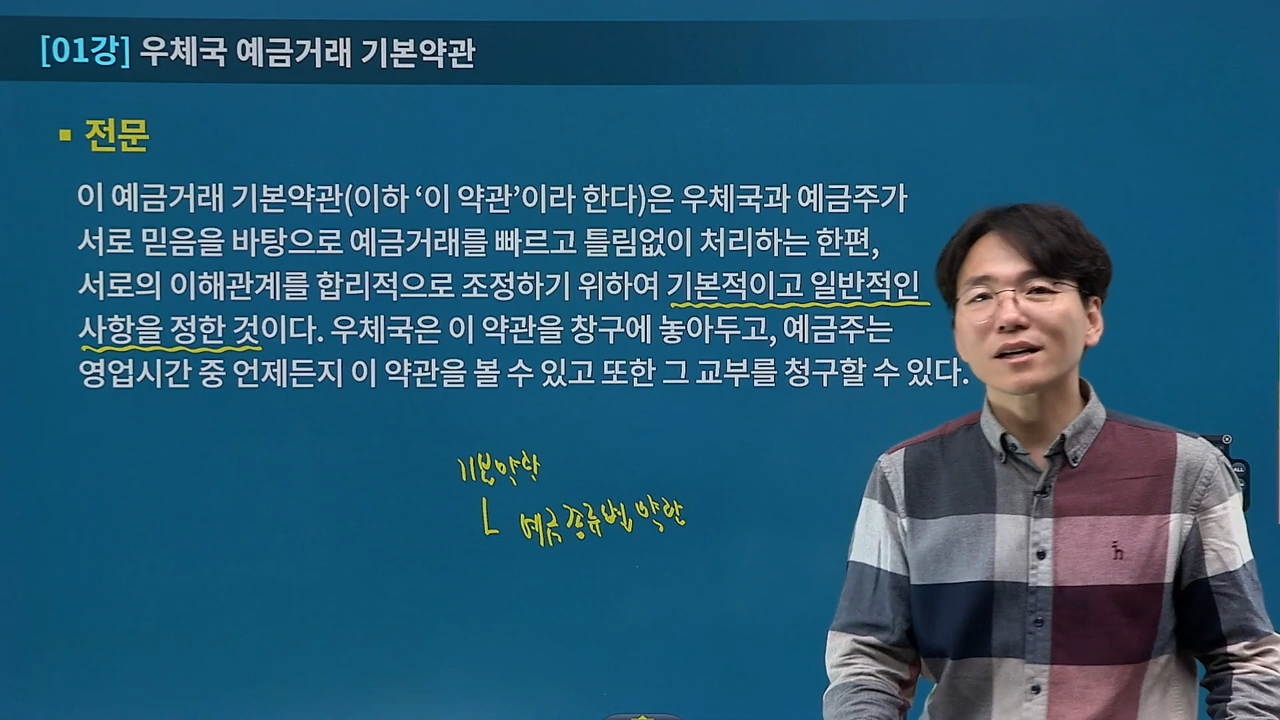 [01강] 우체국 예금거래 기본약관
▪ 전문
이 예금거래 기본약관(이하 ‘이 약관’이라 한다)은 우체국과 예금주가
서로 믿음을 바탕으로 예금거래를 빠르고 틀림없이 처리하는 한편,
서로의 이해관계를 합리적으로 조정하기 위하여 기본적이고 일반적인
사항을 정한 것이다. 우체국은 이 약관을 창구에 놓아두고, 예금주는
영업시간 중 언제든지 이 약관을 볼 수 있고 또한 그 교부를 청구할 수 있다.
기본약관
예금종류별 약관
ALL
h